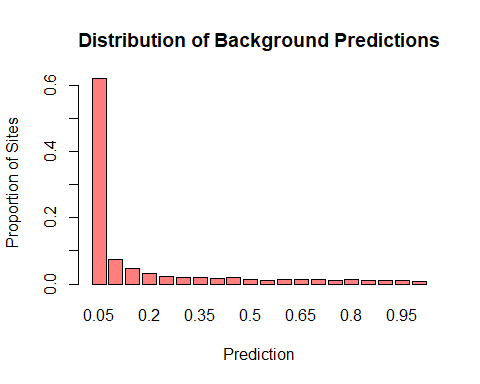 Distribution of Background Predictions
Proportion of Sites
0.6
0.4
0.2
0.0
0.05 0.2 0.35 0.5 0.65 0.8 0.95
Prediction